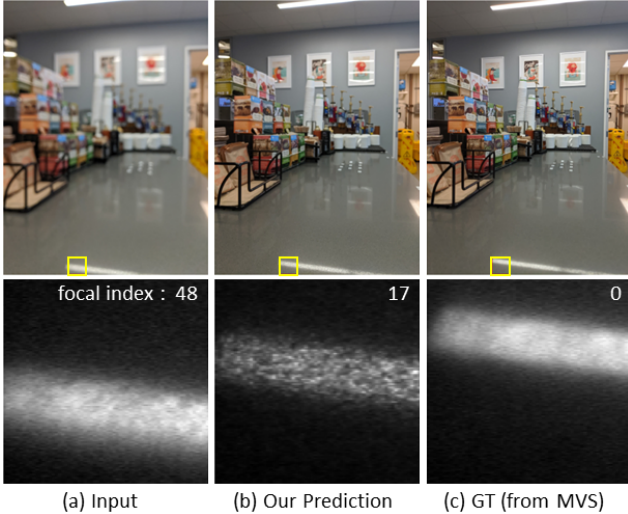 focal index : 48
17
0
(a) Input
(b) Our Prediction
(c) GT (from MVS)